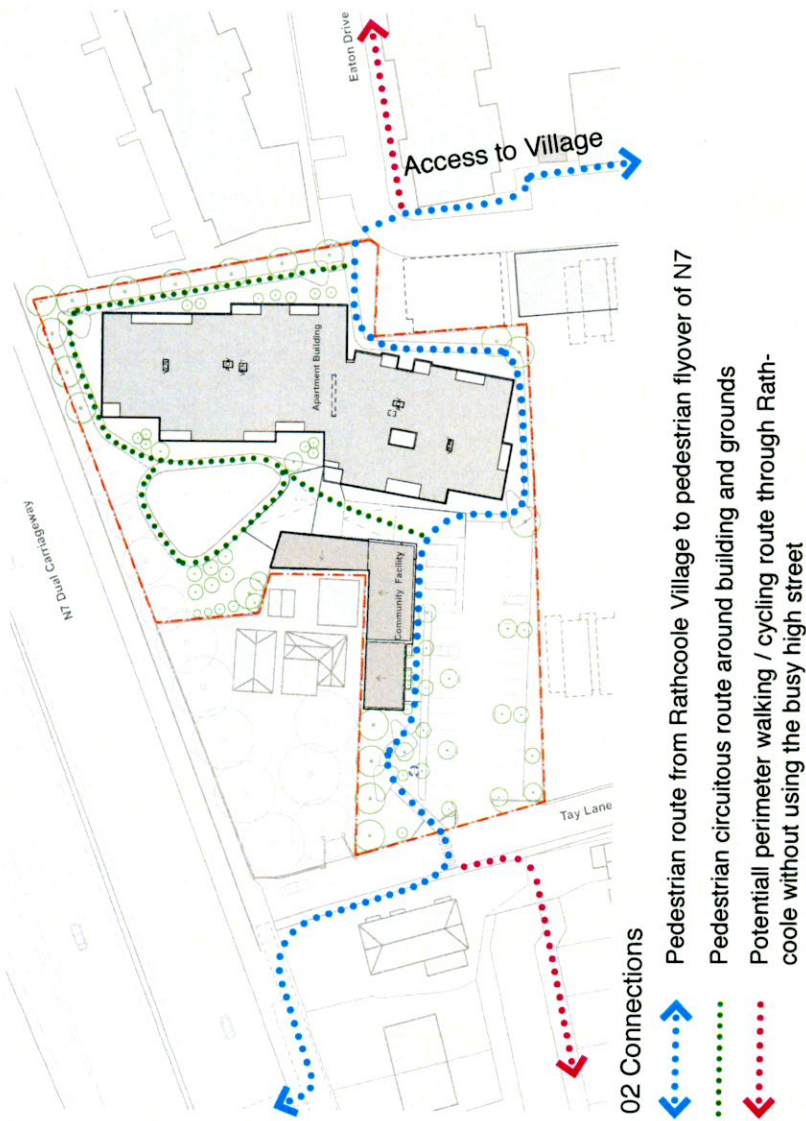 N7 Dual Carriageway
Eaton Drive
Access to Village
Apartment Building
Community Facility
Tay Lane
02 Connections
Pedestrian route from Rathcoole Village to pedestrian flyover of N7
Pedestrian circuitous route around building and grounds
Potentiall perimeter walking / cycling route through Rath-
coole without using the busy high street